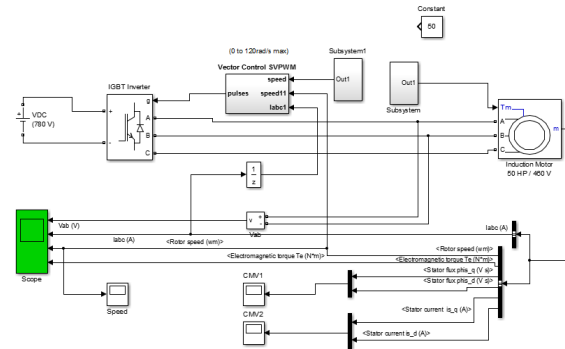 Constant
50
(0 to 120rad/s max)
Subsystem1
Vector Control SVPWM
speed
Out1
pulses
speed11
Iabc1
Out1
Subsystem
IGBT Inverter
VDC
(780 V)
+
-
g
A
B
C
+
-
Tm
A
B
C
m
Induction Motor
50 HP / 460 V
1
z
v
+
-
Vab
Vab (V)
Iabc (A)
<Rotor speed (wm)>
<Electromagnetic torque Te (N*m)>
Scope
Speed
Iabc (A)
<Rotor speed (wm)>
<Electromagnetic torque Te (N*m)>
<Stator flux phis_q (V s)>
<Stator flux phis_d (V s)>
CMV1
CMV2
<Stator current is_q (A)>
<Stator current is_d (A)>